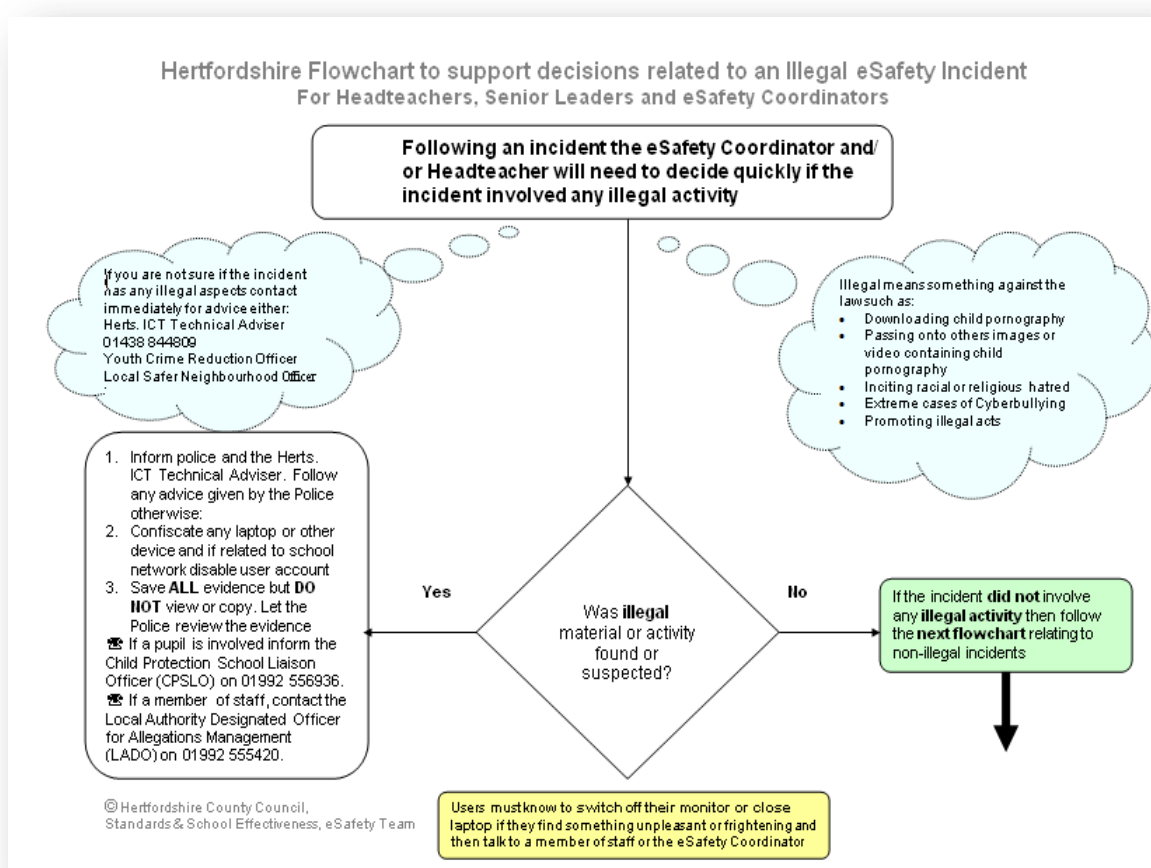 Hertfordshire Flowchart to support decisions related to an Illegal eSafety Incident
For Headteachers, Senior Leaders and eSafety Coordinators
Following an incident the eSafety Coordinator and/
or Headteacher will need to decide quickly if the
incident involved any illegal activity
If you are not sure if the incident
has any illegal aspects contact
immediately for advice either:
Herts. ICT Technical Adviser
01438 844809
Youth Crime Reduction Officer
Local Safer Neighbourhood Officer
:
Illegal means something against the
law such as:
• Downloading child pornography
• Passing onto others images or
video containing child
pornography
• Inciting racial or religious hatred
• Extreme cases of Cyberbullying
• Promoting illegal acts
1. Inform police and the Herts.
ICT Technical Adviser. Follow
any advice given by the Police
otherwise:
2. Confiscate any laptop or other
device and if related to school
network disable user account
3. Save ALL evidence but DO
NOT view or copy. Let the
Police review the evidence
☎ If a pupil is involved inform the
Child Protection School Liaison
Officer (CPSLO) on 01992 556936.
☎ If a member of staff, contact the
Local Authority Designated Officer
for Allegations Management
(LADO) on 01992 555420.
Yes
Was illegal
material or activity
found or
suspected?
No
If the incident did not involve
any illegal activity then follow
the next flowchart relating to
non-illegal incidents
© Hertfordshire County Council,
Standards & School Effectiveness, eSafety Team
Users must know to switch off their monitor or close
laptop if they find something unpleasant or frightening and
then talk to a member of staff or the eSafety Coordinator